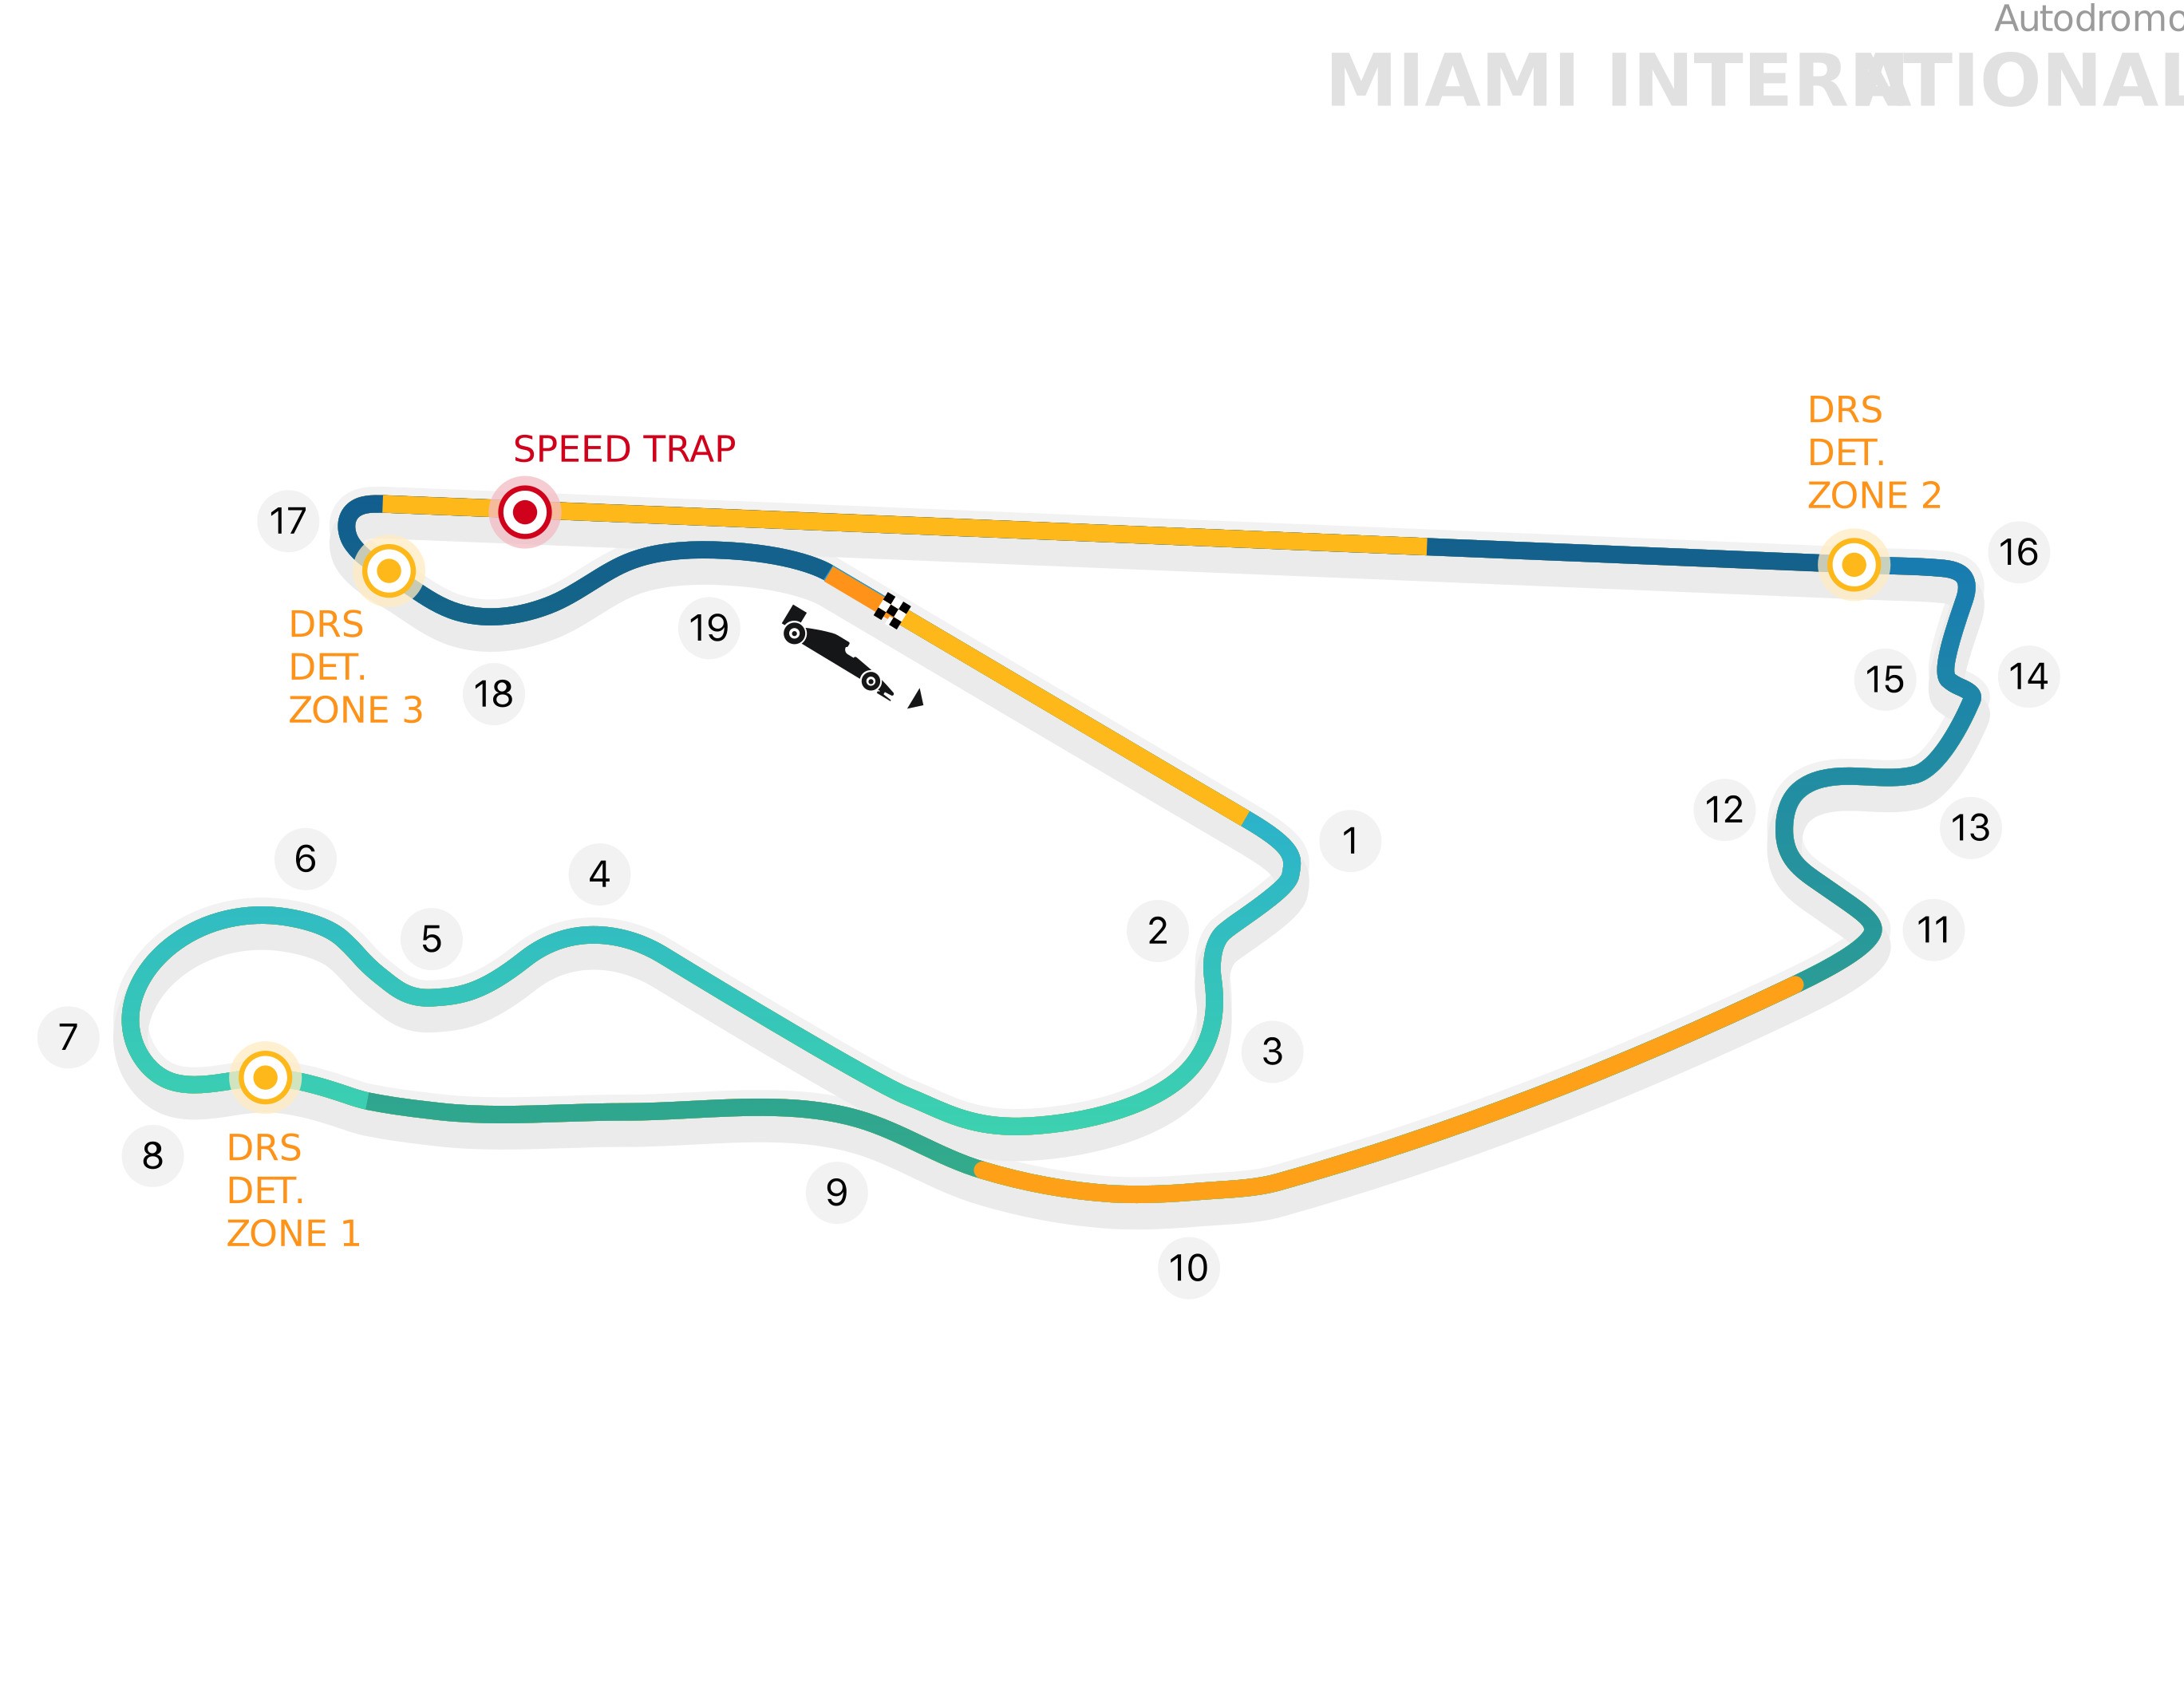 Autodromo
MIAMI INTERNATIONAL
SPEED TRAP
DRS
DET.
ZONE 2
17
16
DRS
DET.
ZONE 3
18
19
15
14
12
13
1
6
4
5
2
11
7
3
8
DRS
DET.
ZONE 1
9
10